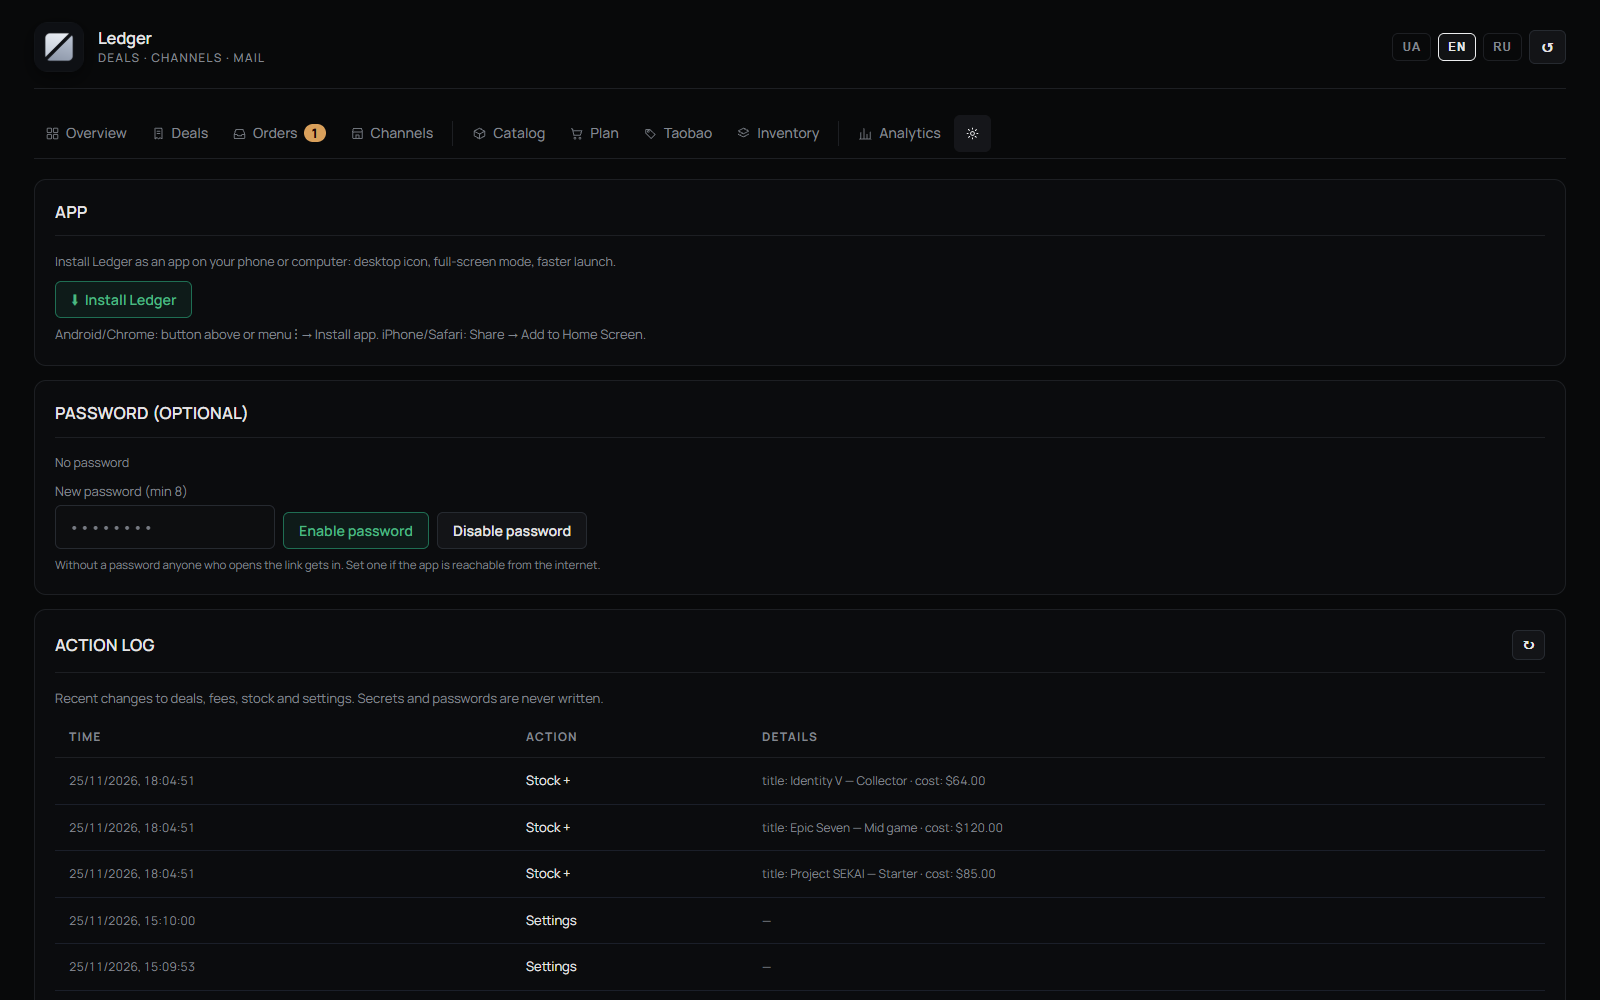 Ledger
DEALS · CHANNELS · MAIL
UA EN RU ↺
Overview Deals Orders 1 Channels Catalog Plan Taobao Inventory Analytics
APP
Install Ledger as an app on your phone or computer: desktop icon, full-screen mode, faster launch.
⬇ Install Ledger
Android/Chrome: button above or menu ⋮ → Install app. iPhone/Safari: Share → Add to Home Screen.
PASSWORD (OPTIONAL)
No password
New password (min 8)
••••••••
Enable password Disable password
Without a password anyone who opens the link gets in. Set one if the app is reachable from the internet.
ACTION LOG ↻
Recent changes to deals, fees, stock and settings. Secrets and passwords are never written.
TIME ACTION DETAILS
25/11/2026, 18:04:51 Stock + title: Identity V — Collector · cost: $64.00
25/11/2026, 18:04:51 Stock + title: Epic Seven — Mid game · cost: $120.00
25/11/2026, 18:04:51 Stock + title: Project SEKAI — Starter · cost: $85.00
25/11/2026, 15:10:00 Settings —
25/11/2026, 15:09:53 Settings —